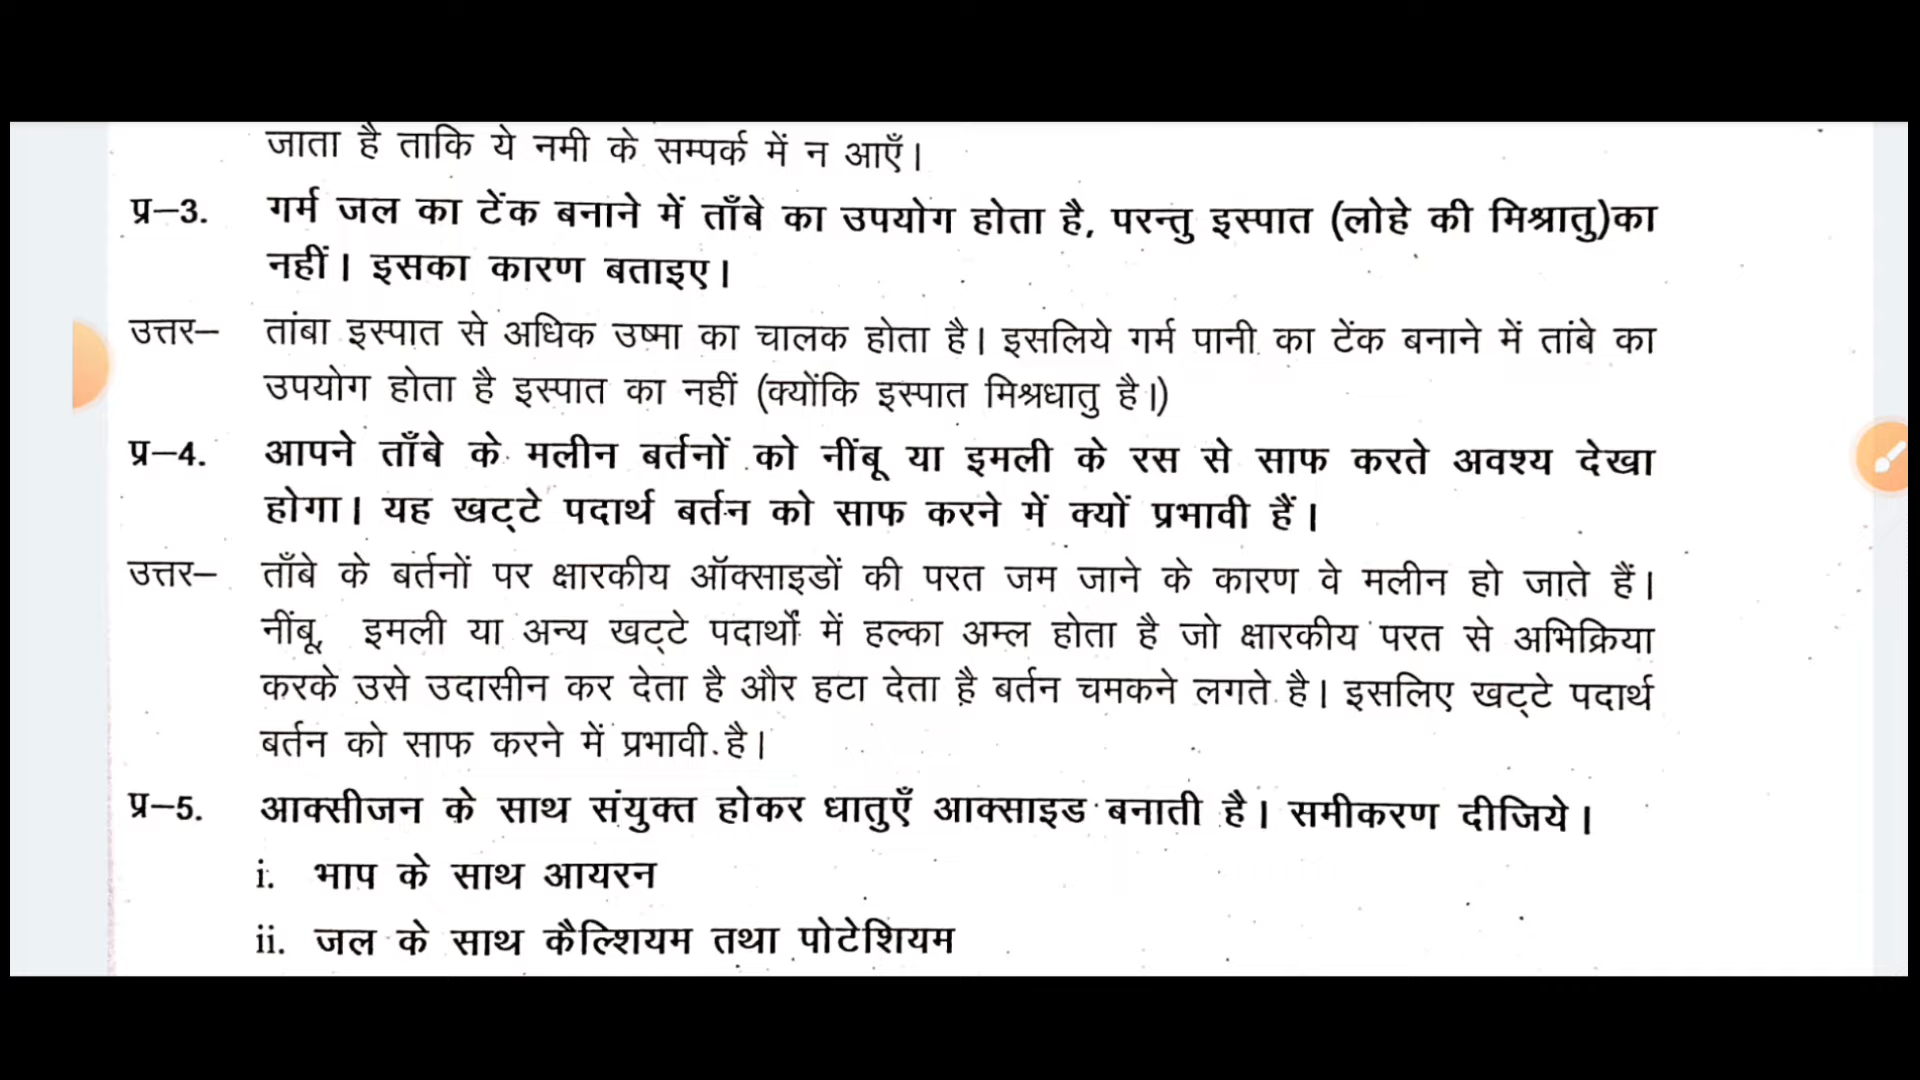 जाता है ताकि ये नमी के सम्पर्क में न आएँ।
प्र–3. गर्म जल का टेंक बनाने में ताँबे का उपयोग होता है, परन्तु इस्पात (लोहे की मिश्रातु)का
नहीं। इसका कारण बताइए।
उत्तर– तांबा इस्पात से अधिक उष्मा का चालक होता है। इसलिये गर्म पानी का टेंक बनाने में तांबे का
उपयोग होता है इस्पात का नहीं (क्योंकि इस्पात मिश्रधातु है।)
प्र–4. आपने ताँबे के मलीन बर्तनों को नींबू या इमली के रस से साफ करते अवश्य देखा
होगा। यह खट्टे पदार्थ बर्तन को साफ करने में क्यों प्रभावी हैं।
उत्तर– ताँबे के बर्तनों पर क्षारकीय ऑक्साइडों की परत जम जाने के कारण वे मलीन हो जाते हैं।
नींबू, इमली या अन्य खट्टे पदार्थों में हल्का अम्ल होता है जो क्षारकीय परत से अभिक्रिया
करके उसे उदासीन कर देता है और हटा देता है बर्तन चमकने लगते है। इसलिए खट्टे पदार्थ
बर्तन को साफ करने में प्रभावी है।
प्र–5. आक्सीजन के साथ संयुक्त होकर धातुएँ आक्साइड बनाती है। समीकरण दीजिये।
i. भाप के साथ आयरन
ii. जल के साथ कैल्शियम तथा पोटेशियम